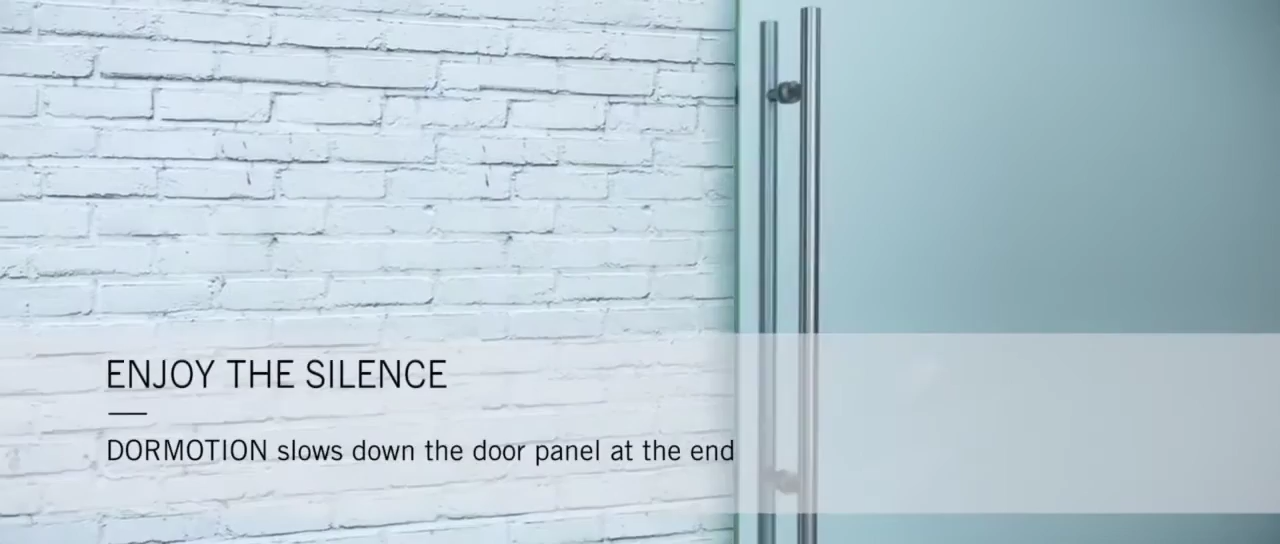 ENJOY THE SILENCE
DORMOTION slows down the door panel at the end